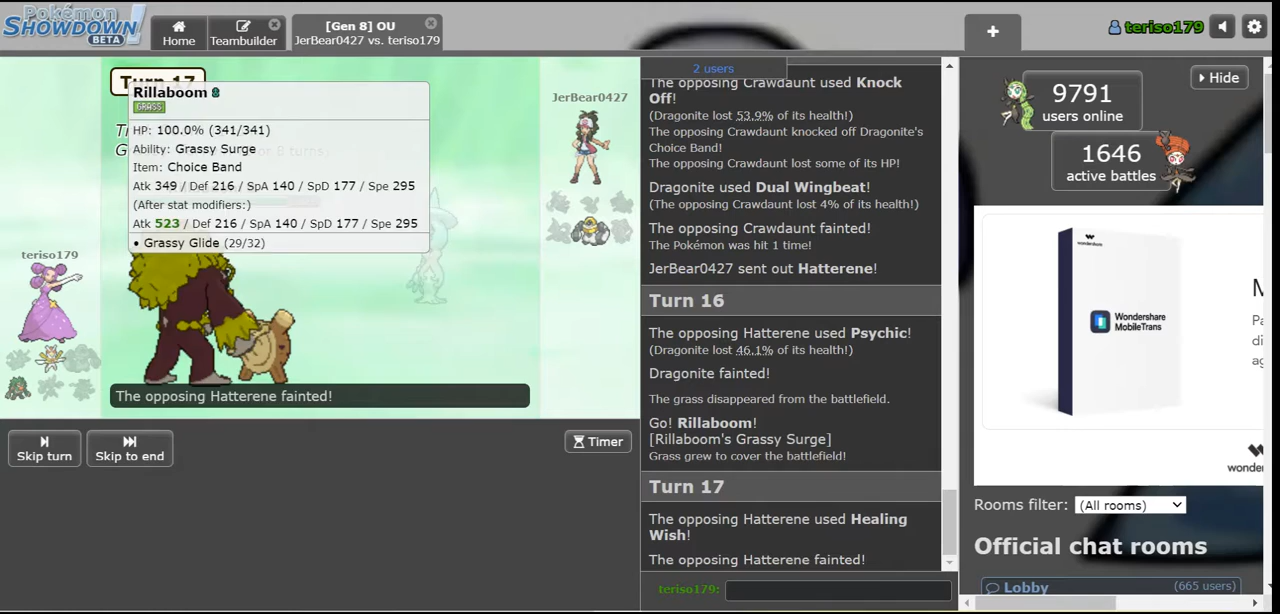 Pokémon
SHOWDOWN!
BETA
Home
Teambuilder
[Gen 8] OU
JerBear0427 vs. teriso179
+
teriso179
Turn 17
Rillaboom
GRASS
HP: 100.0% (341/341)
Ability: Grassy Surge
Item: Choice Band
Atk 349 / Def 216 / SpA 140 / SpD 177 / Spe 295
(After stat modifiers:)
Atk 523 / Def 216 / SpA 140 / SpD 177 / Spe 295
• Grassy Glide (29/32)
teriso179
JerBear0427
The opposing Hatterene fainted!
Skip turn
Skip to end
Timer
2 users
The opposing Crawdaunt used Knock
Off!
(Dragonite lost 53.9% of its health!)
The opposing Crawdaunt knocked off Dragonite's
Choice Band!
The opposing Crawdaunt lost some of its HP!
Dragonite used Dual Wingbeat!
(The opposing Crawdaunt lost 4% of its health!)
The opposing Crawdaunt fainted!
The Pokémon was hit 1 time!
JerBear0427 sent out Hatterene!
Turn 16
The opposing Hatterene used Psychic!
(Dragonite lost 46.1% of its health!)
Dragonite fainted!
The grass disappeared from the battlefield.
Go! Rillaboom!
[Rillaboom's Grassy Surge]
Grass grew to cover the battlefield!
Turn 17
The opposing Hatterene used Healing
Wish!
The opposing Hatterene fainted!
teriso179:
Hide
9791
users online
1646
active battles
Wondershare
MobileTrans
Rooms filter: (All rooms)
Official chat rooms
Lobby
(665 users)